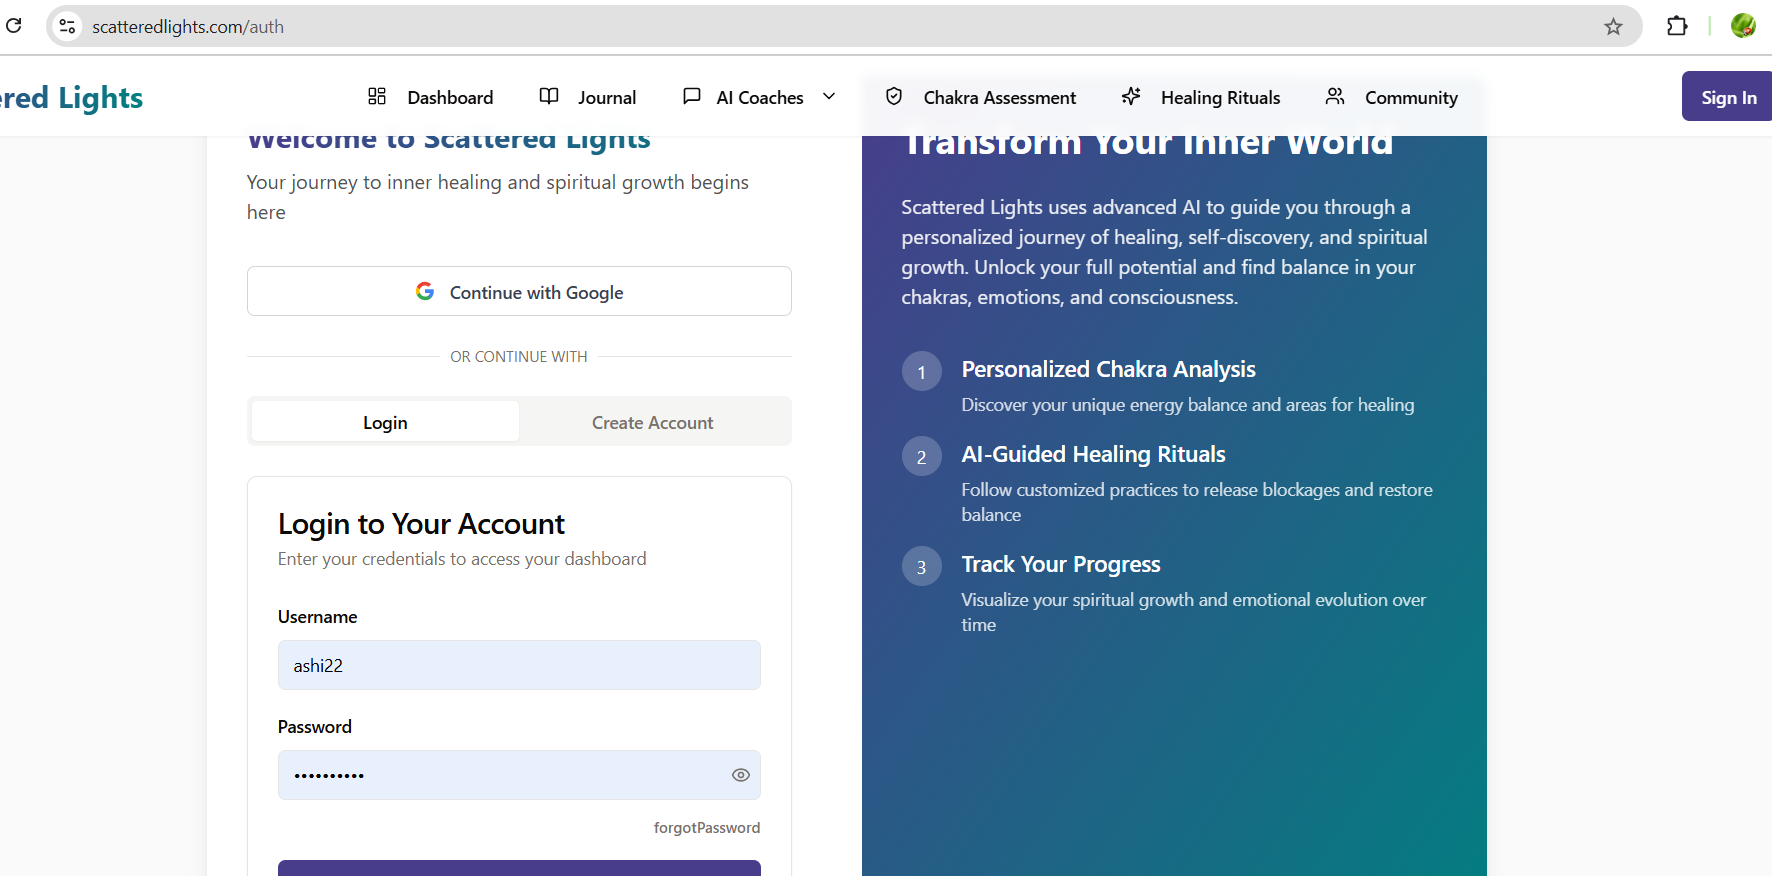 scatteredlights.com/auth
ered Lights
Dashboard
Journal
AI Coaches
Chakra Assessment
Healing Rituals
Community
Sign In
Welcome to Scattered Lights
Your journey to inner healing and spiritual growth begins
here
Continue with Google
OR CONTINUE WITH
Login
Create Account
Login to Your Account
Enter your credentials to access your dashboard
Username
ashi22
Password
••••••••••
forgotPassword
Transform Your Inner World
Scattered Lights uses advanced AI to guide you through a
personalized journey of healing, self-discovery, and spiritual
growth. Unlock your full potential and find balance in your
chakras, emotions, and consciousness.
1
Personalized Chakra Analysis
Discover your unique energy balance and areas for healing
2
AI-Guided Healing Rituals
Follow customized practices to release blockages and restore
balance
3
Track Your Progress
Visualize your spiritual growth and emotional evolution over
time